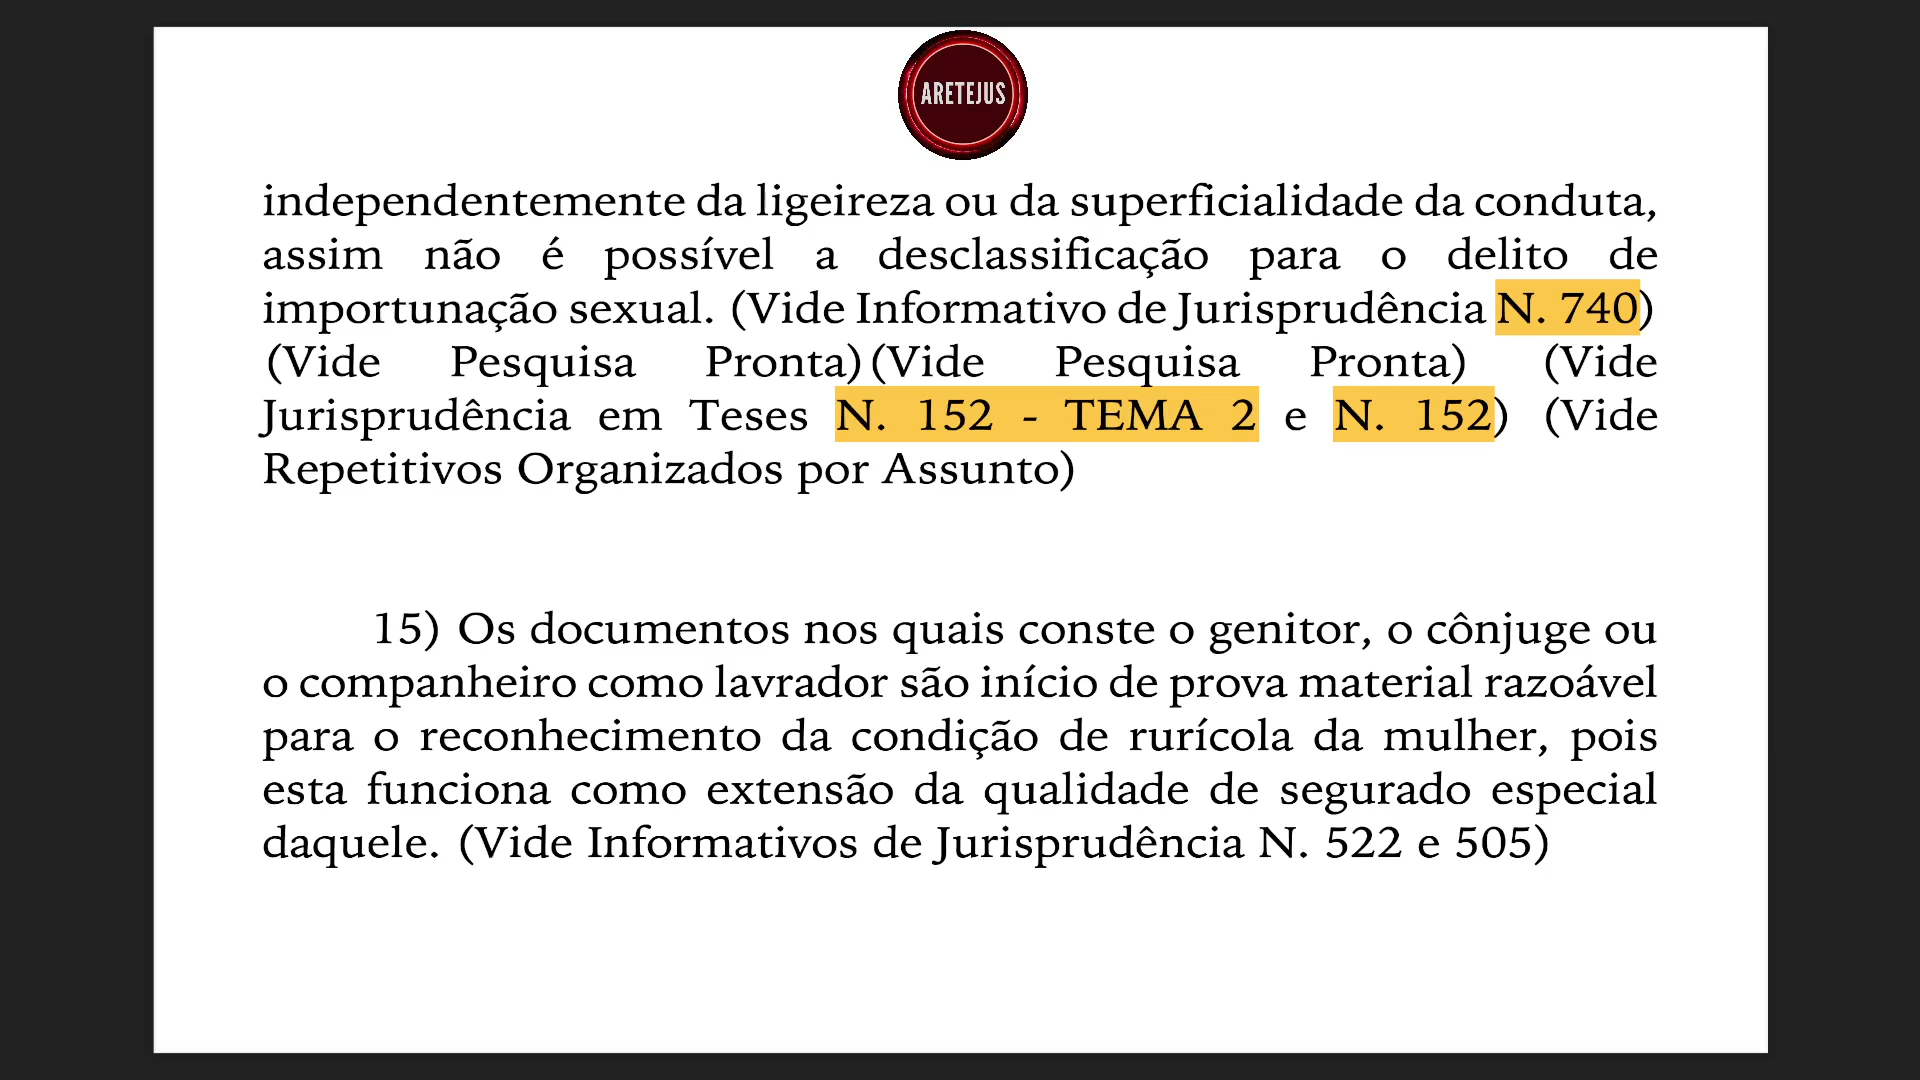 ARETEJUS
independentemente da ligeireza ou da superficialidade da conduta,
assim não é possível a desclassificação para o delito de
importunação sexual. (Vide Informativo de Jurisprudência N. 740)
(Vide Pesquisa Pronta)(Vide Pesquisa Pronta) (Vide
Jurisprudência em Teses N. 152 - TEMA 2 e N. 152) (Vide
Repetitivos Organizados por Assunto)
15) Os documentos nos quais conste o genitor, o cônjuge ou
o companheiro como lavrador são início de prova material razoável
para o reconhecimento da condição de rurícola da mulher, pois
esta funciona como extensão da qualidade de segurado especial
daquele. (Vide Informativos de Jurisprudência N. 522 e 505)